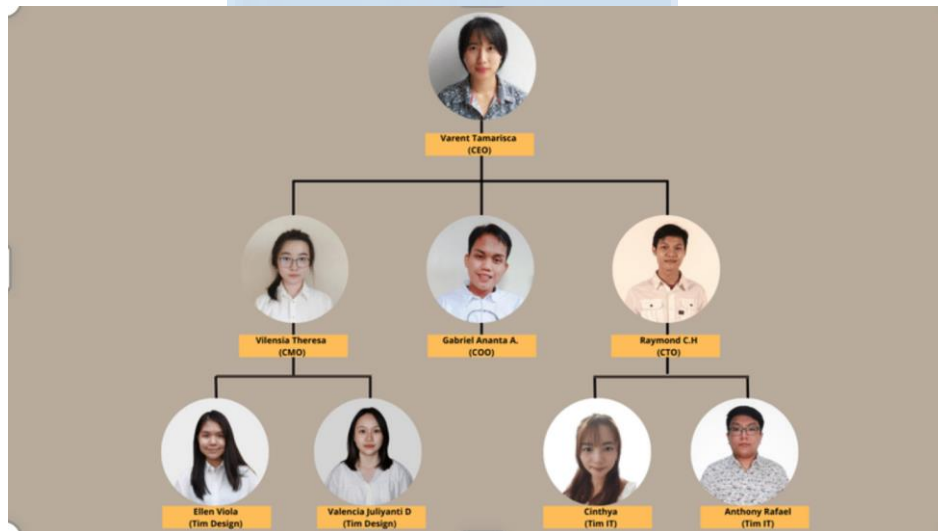 Varent Tamarisca
(CEO)
Vilensia Theresa
(CMO)
Gabriel Ananta A.
(COO)
Raymond C.H
(CTO)
Ellen Viola
(Tim Design)
Valencia Juliyanti D
(Tim Design)
Cinthya
(Tim IT)
Anthony Rafael
(Tim IT)